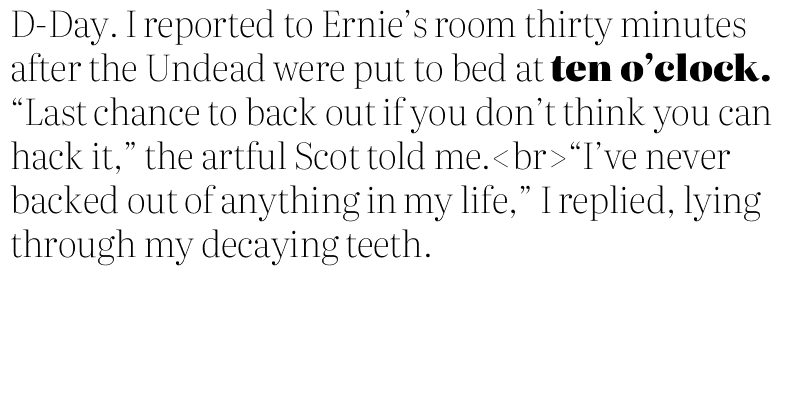 D-Day. I reported to Ernie’s room thirty minutes
after the Undead were put to bed at ten o’clock.
“Last chance to back out if you don’t think you can
hack it,” the artful Scot told me.<br>“I’ve never
backed out of anything in my life,” I replied, lying
through my decaying teeth.